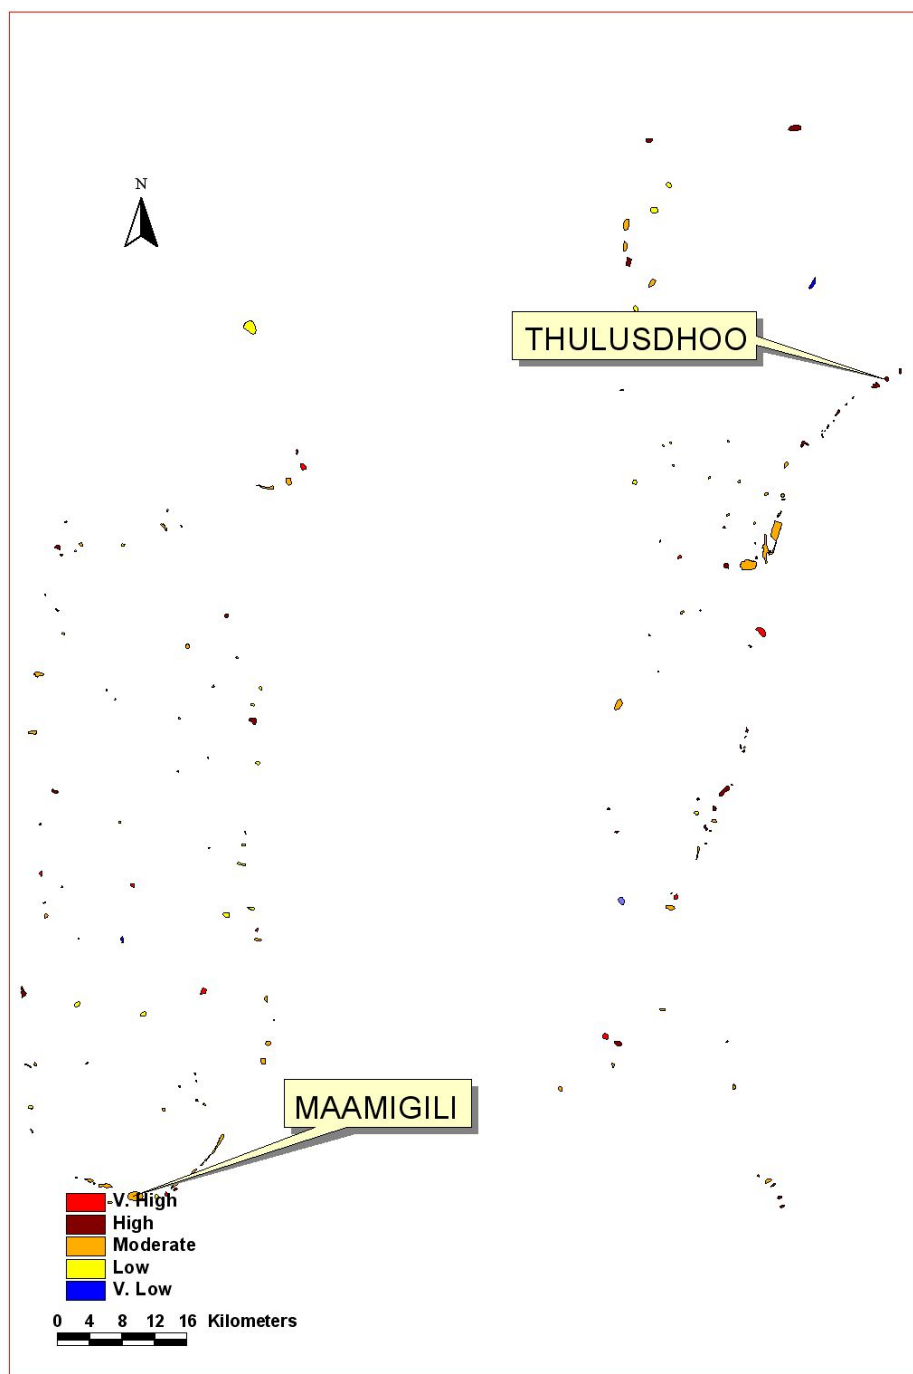 N
THULUSDHOO
MAAMIGILI
V. High
High
Moderate
Low
V. Low
0 4 8 12 16 Kilometers